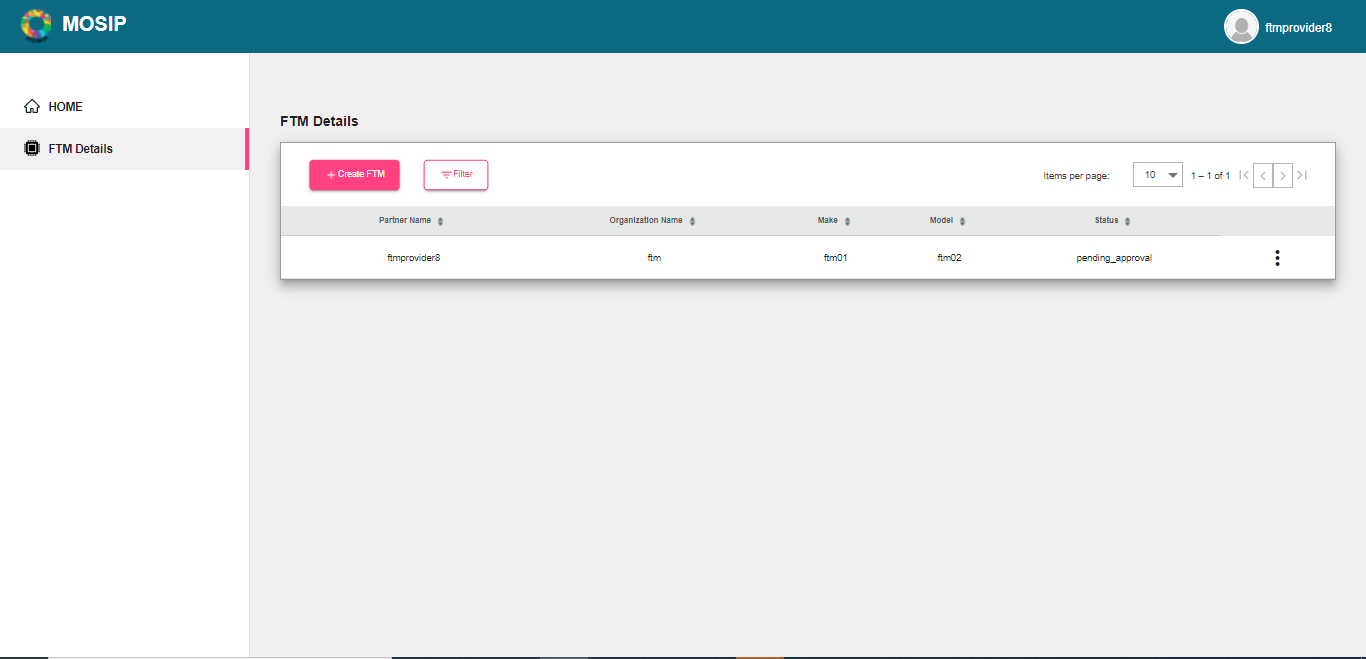 MOSIP
ftmprovider8
HOME
FTM Details
FTM Details
+ Create FTM
Filter
Items per page:
10
1 – 1 of 1
Partner Name
Organization Name
Make
Model
Status
ftmprovider8
ftm
ftm01
ftm02
pending_approval